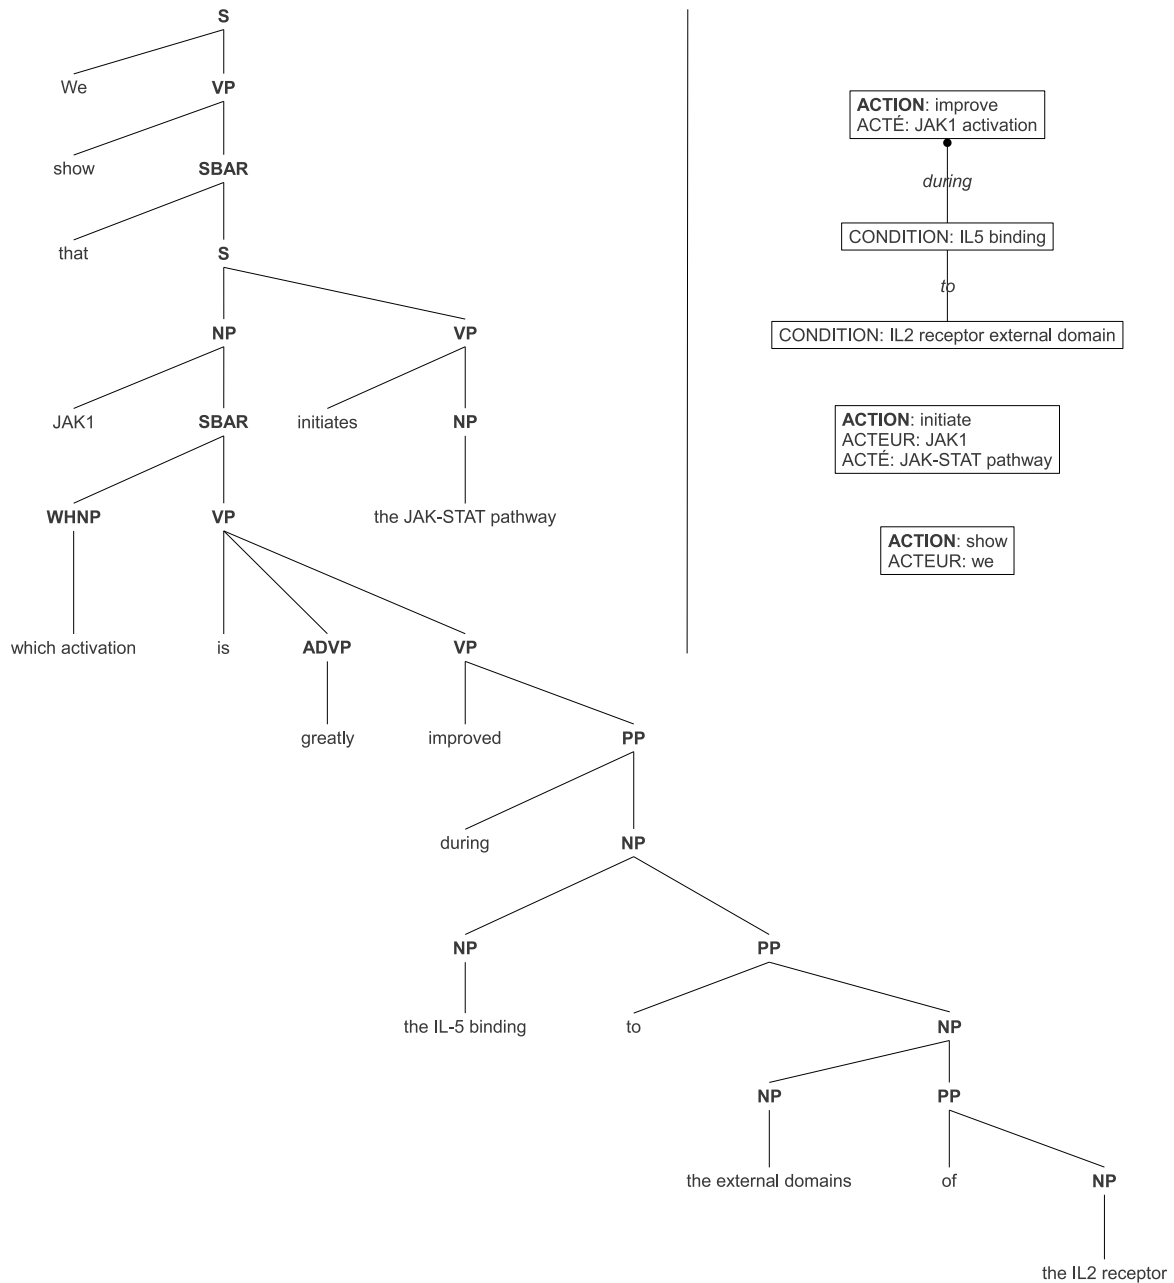 S
We
VP
show
SBAR
that
S
NP
VP
JAK1
SBAR
initiates
NP
WHNP
VP
the JAK-STAT pathway
which activation
is
ADVP
VP
greatly
improved
PP
during
NP
NP
PP
the IL-5 binding
to
NP
NP
PP
the external domains
of
NP
the IL2 receptor
ACTION: improve
ACTÉ: JAK1 activation
during
CONDITION: IL5 binding
to
CONDITION: IL2 receptor external domain
ACTION: initiate
ACTEUR: JAK1
ACTÉ: JAK-STAT pathway
ACTION: show
ACTEUR: we